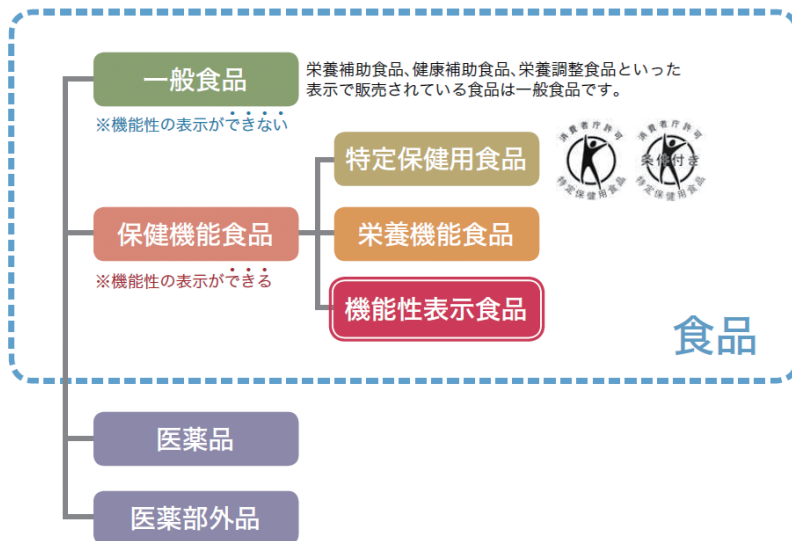 一般食品
栄養補助食品、健康補助食品、栄養調整食品といった
表示で販売されている食品は一般食品です。
※機能性の表示ができない
特定保健用食品
消費者庁許可
特定保健用食品
消費者庁許可
条件付き
特定保健用食品
保健機能食品
栄養機能食品
※機能性の表示ができる
機能性表示食品
食品
医薬品
医薬部外品